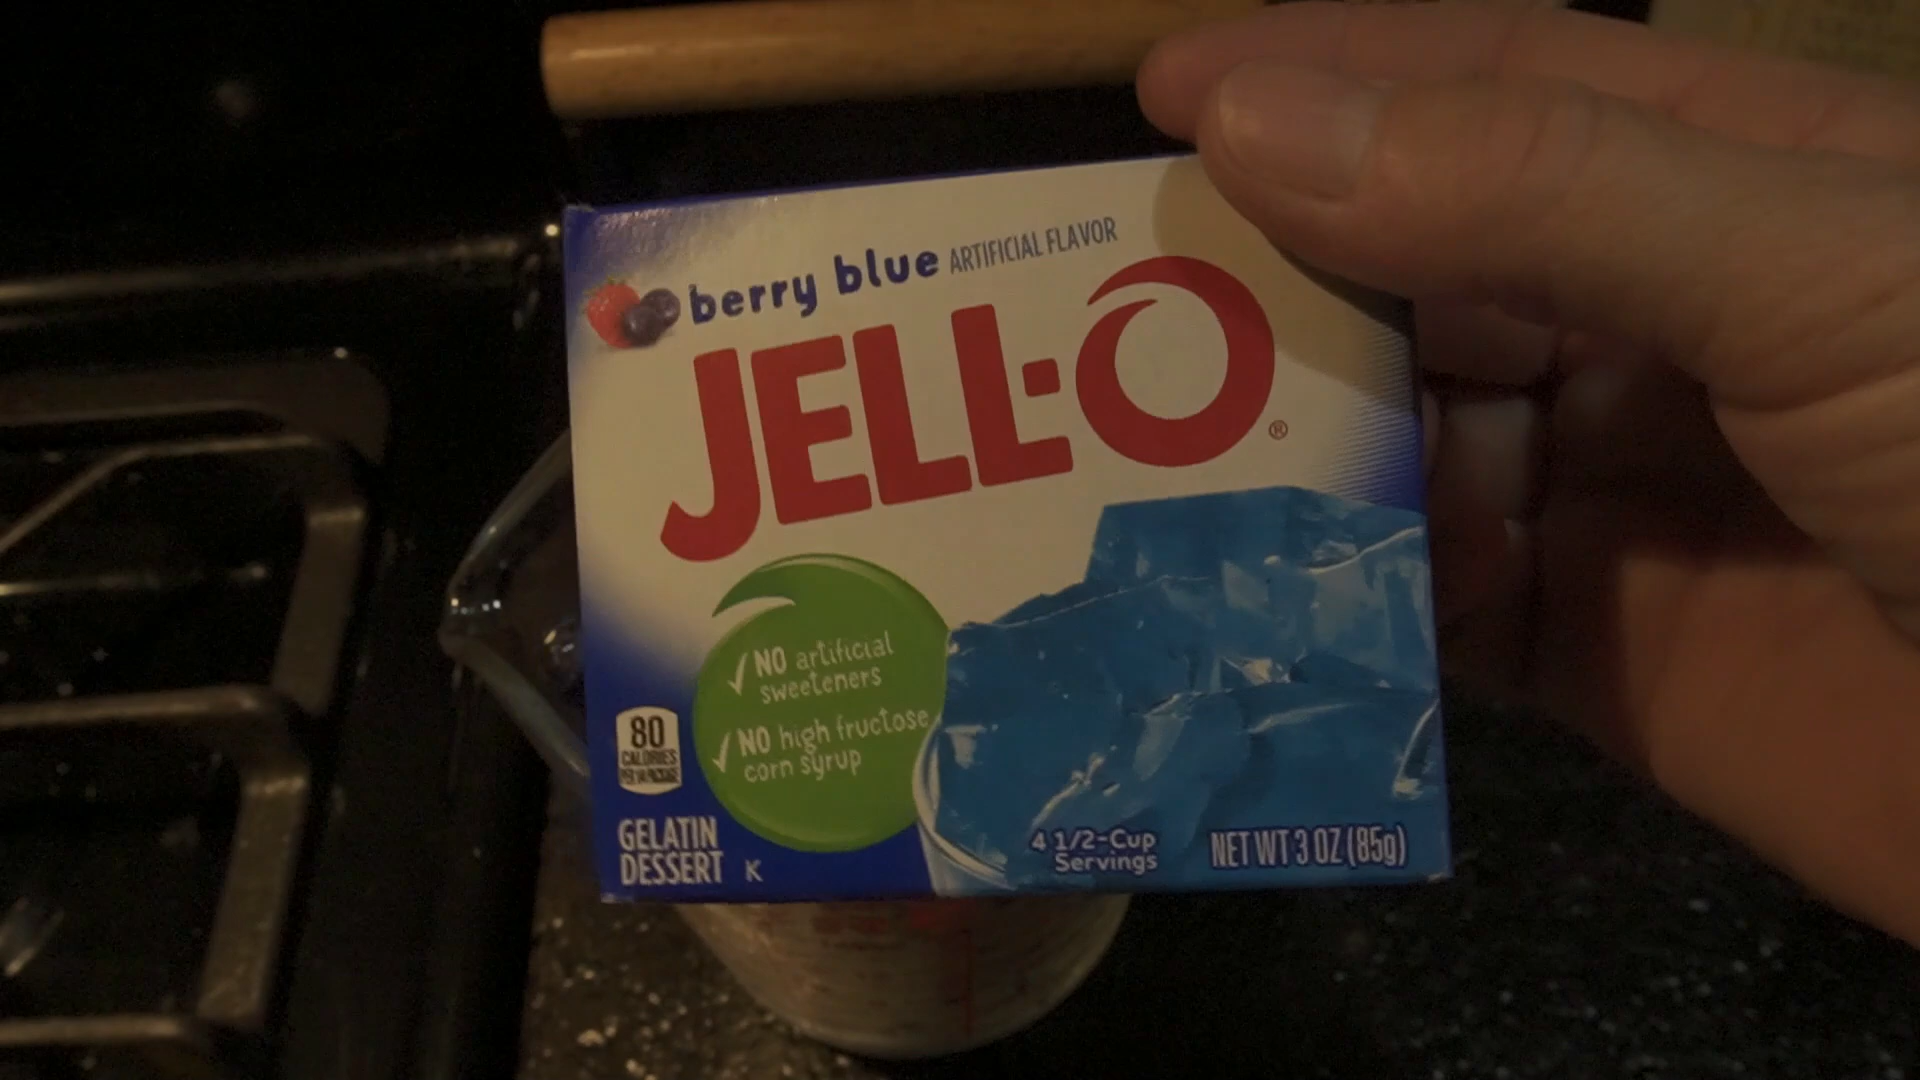 berry blue ARTIFICIAL FLAVOR
JELL-O®
✓ NO artificial
sweeteners
✓ NO high fructose
corn syrup
80
CALORIES
GELATIN
DESSERT K
4 1/2-Cup
Servings
NET WT 3 OZ (85g)